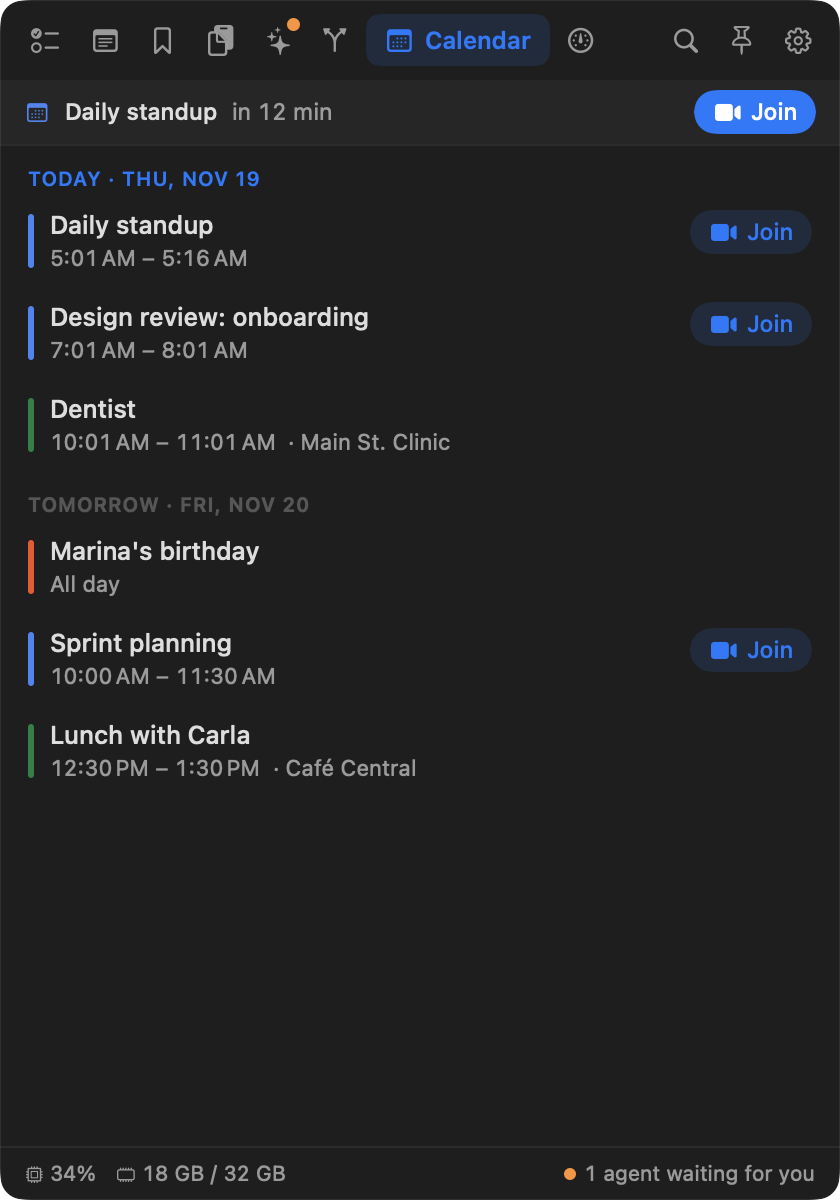 Calendar
Daily standup in 12 min
Join
TODAY · THU, NOV 19
Daily standup
5:01 AM – 5:16 AM
Join
Design review: onboarding
7:01 AM – 8:01 AM
Join
Dentist
10:01 AM – 11:01 AM · Main St. Clinic
TOMORROW · FRI, NOV 20
Marina's birthday
All day
Sprint planning
10:00 AM – 11:30 AM
Join
Lunch with Carla
12:30 PM – 1:30 PM · Café Central
34% 18 GB / 32 GB
1 agent waiting for you